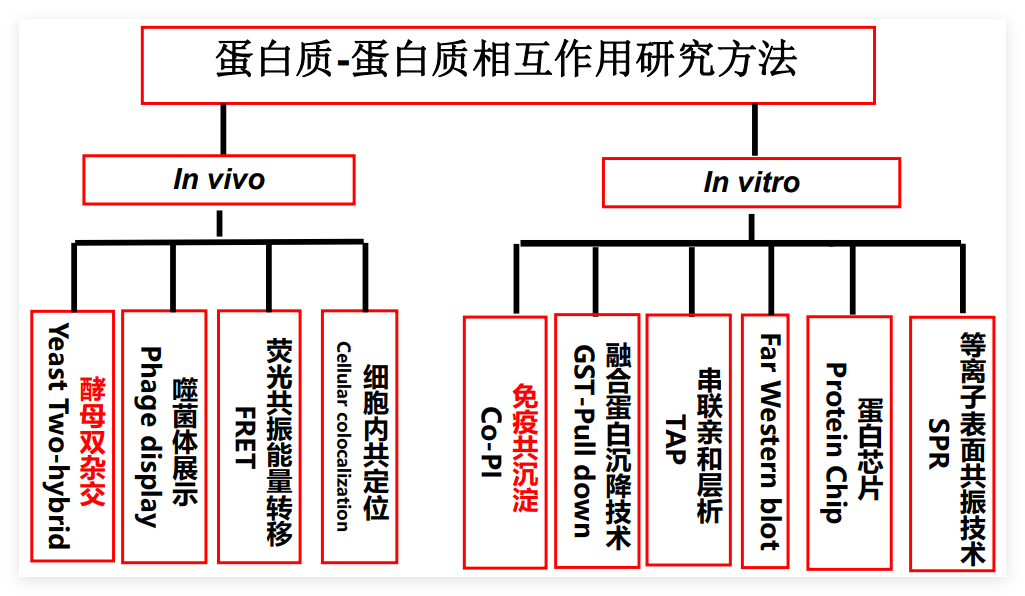 蛋白质-蛋白质相互作用研究方法
In vivo
In vitro
酵母双杂交
Yeast Two-hybrid
噬菌体展示
Phage display
荧光共振能量转移
FRET
细胞内共定位
Cellular colocalization
免疫共沉淀
Co-PI
融合蛋白沉降技术
GST-Pull down
串联亲和层析
TAP
Far Western blot
蛋白芯片
Protein Chip
等离子表面共振技术
SPR